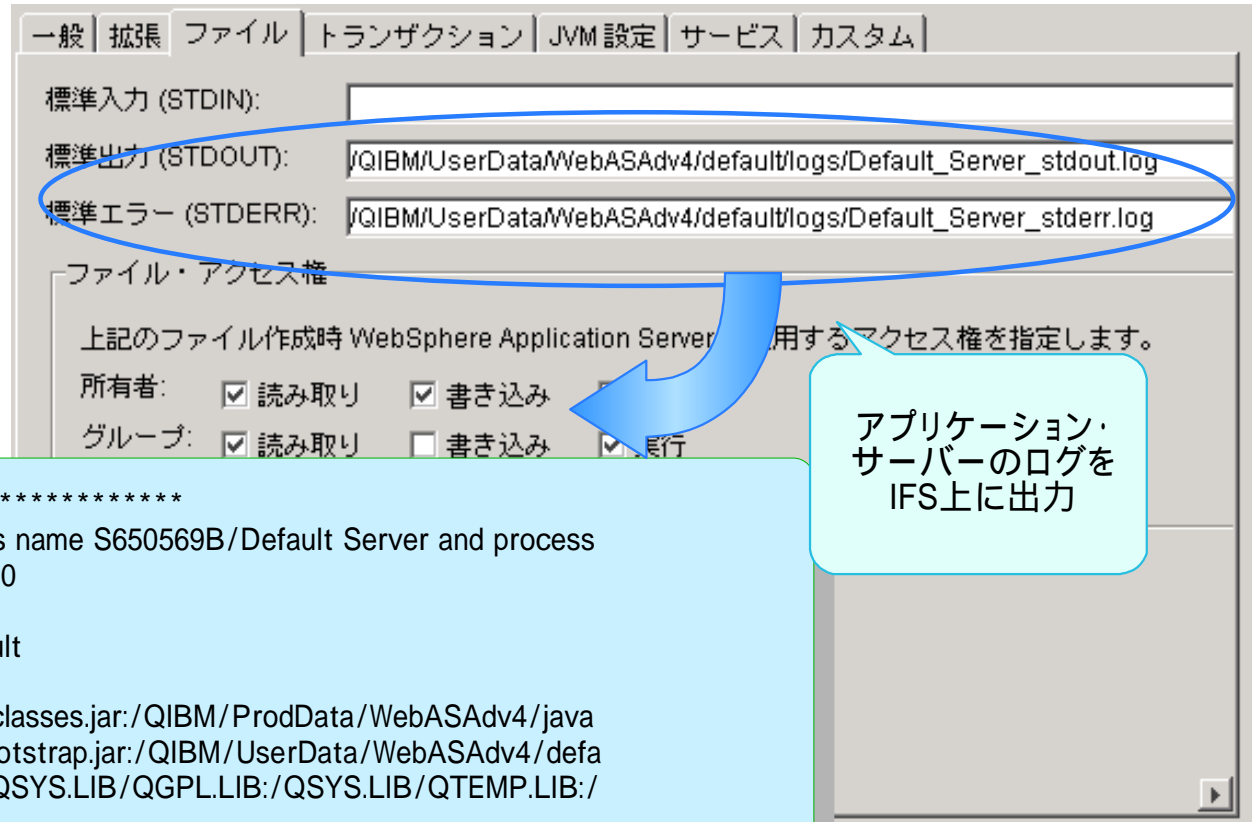 一般 拡張 ファイル トランザクション JVM 設定 サービス カスタム
標準入力 (STDIN):
標準出力 (STDOUT): /QIBM/UserData/WebASAdv4/default/logs/Default_Server_stdout.log
標準エラー (STDERR): /QIBM/UserData/WebASAdv4/default/logs/Default_Server_stderr.log
ファイル・アクセス権
上記のファイル作成時 WebSphere Application Server 用するアクセス権を指定します。
所有者: 読み取り 書き込み
グループ: 読み取り 書き込み 実行
アプリケーション・
サーバーのログを
IFS上に出力
************
s name S650569B/Default Server and process
0
ult
classes.jar:/QIBM/ProdData/WebASAdv4/java
otstrap.jar:/QIBM/UserData/WebASAdv4/defa
QSYS.LIB/QGPL.LIB:/QSYS.LIB/QTEMP.LIB:/